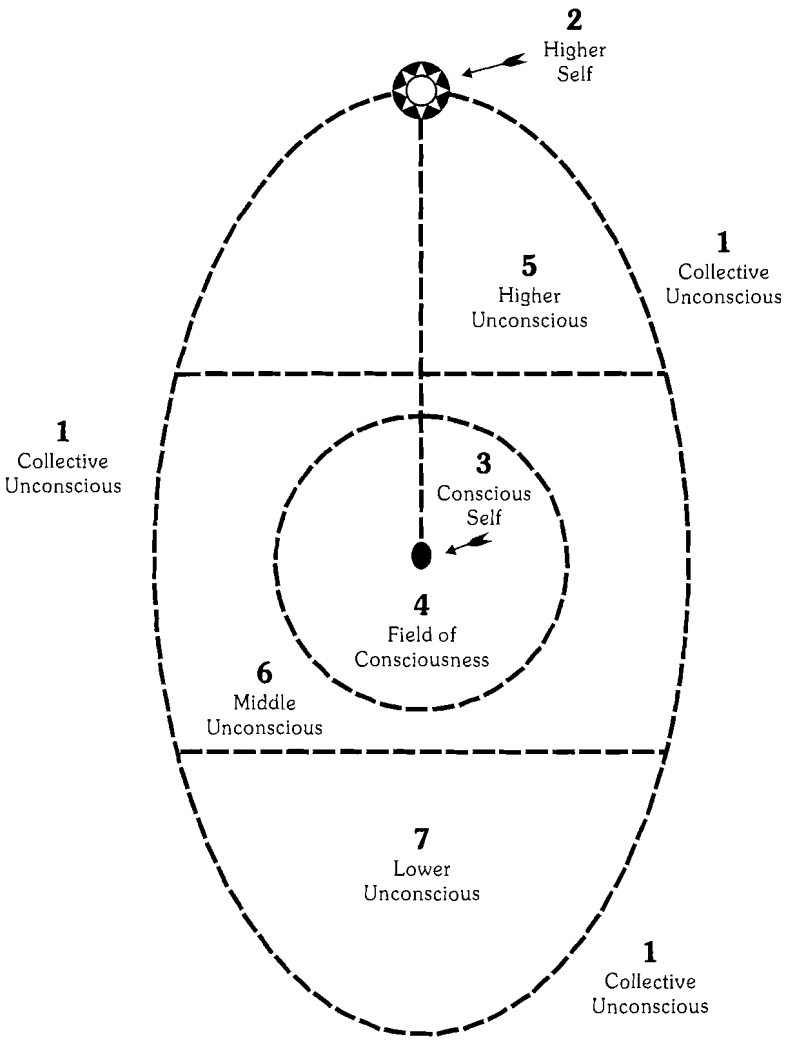 2
Higher
Self
1
Collective
Unconscious
5
Higher
Unconscious
1
Collective
Unconscious
3
Conscious
Self
4
Field of
Consciousness
6
Middle
Unconscious
7
Lower
Unconscious
1
Collective
Unconscious